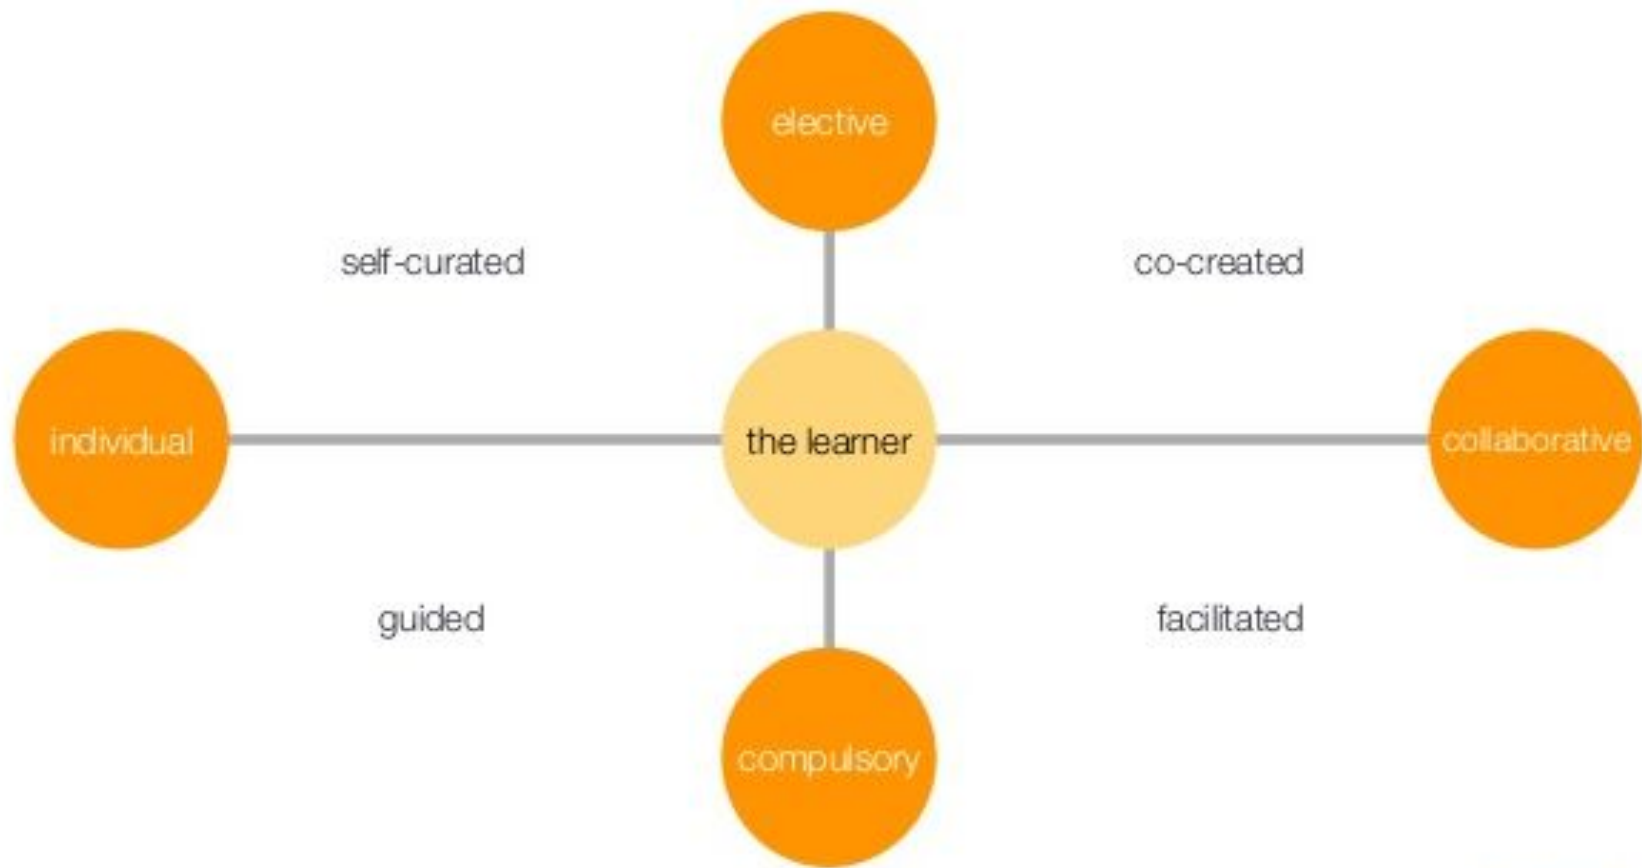 elective
self-curated
co-created
individual
the learner
collaborative
guided
facilitated
compulsory